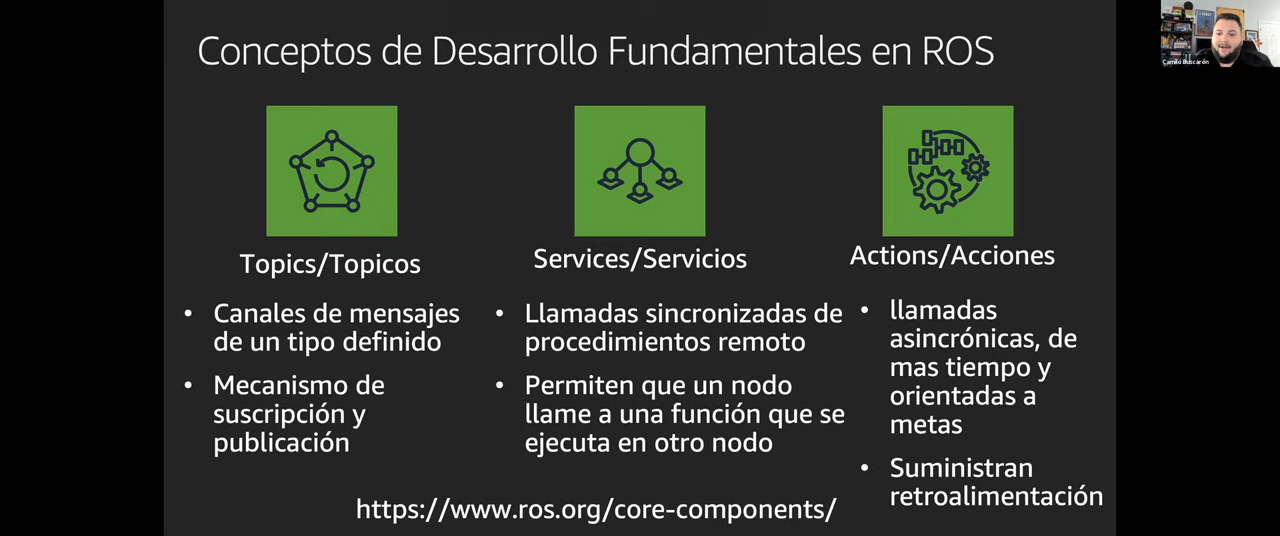 Conceptos de Desarrollo Fundamentales en ROS
Camilo Buscarón
Topics/Topicos
• Canales de mensajes
de un tipo definido
• Mecanismo de
suscripción y
publicación
Services/Servicios
• Llamadas sincronizadas de
procedimientos remoto
• Permiten que un nodo
llame a una función que se
ejecuta en otro nodo
Actions/Acciones
• llamadas
asincrónicas, de
mas tiempo y
orientadas a
metas
• Suministran
retroalimentación
https://www.ros.org/core-components/